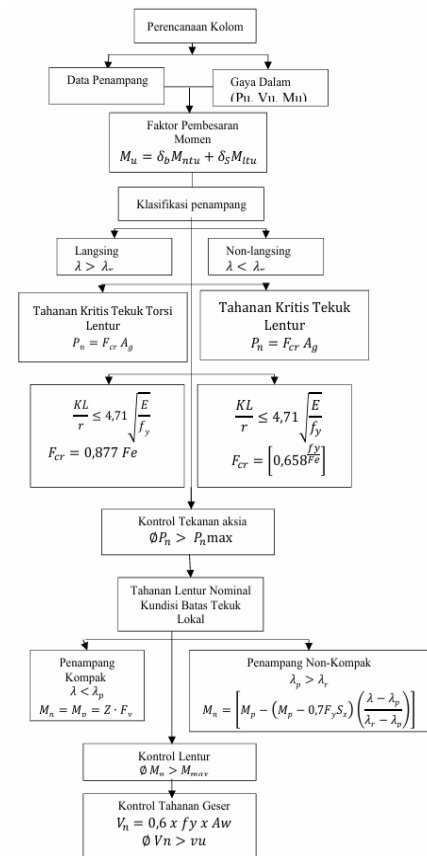 Perencanaan Kolom
Data Penampang
Gaya Dalam
(Pu, Vu, Mu)
Faktor Pembesaran
Momen
M_u = δ_b M_ntu + δ_S M_ltu
Klasifikasi penampang
Langsing
λ > λ_r
Non-langsing
λ < λ_r
Tahanan Kritis Tekuk Torsi
Lentur
P_n = F_cr A_g
Tahanan Kritis Tekuk
Lentur
P_n = F_cr A_g
KL/r ≤ 4,71 √(E/f_y)
F_cr = 0,877 Fe
KL/r ≤ 4,71 √(E/f_y)
F_cr = [0,658^(fy/Fe)]
Kontrol Tekanan aksia
ØP_n > P_n max
Tahanan Lentur Nominal
Kundisi Batas Tekuk
Lokal
Penampang
Kompak
λ < λ_p
M_n = M_p = Z · F_y
Penampang Non-Kompak
λ_p > λ_r
M_n = [M_p − (M_p − 0,7F_y S_x) ((λ − λ_p)/(λ_r − λ_p))]
Kontrol Lentur
Ø M_n > M_max
Kontrol Tahanan Geser
V_n = 0,6 x fy x Aw
Ø Vn > vu